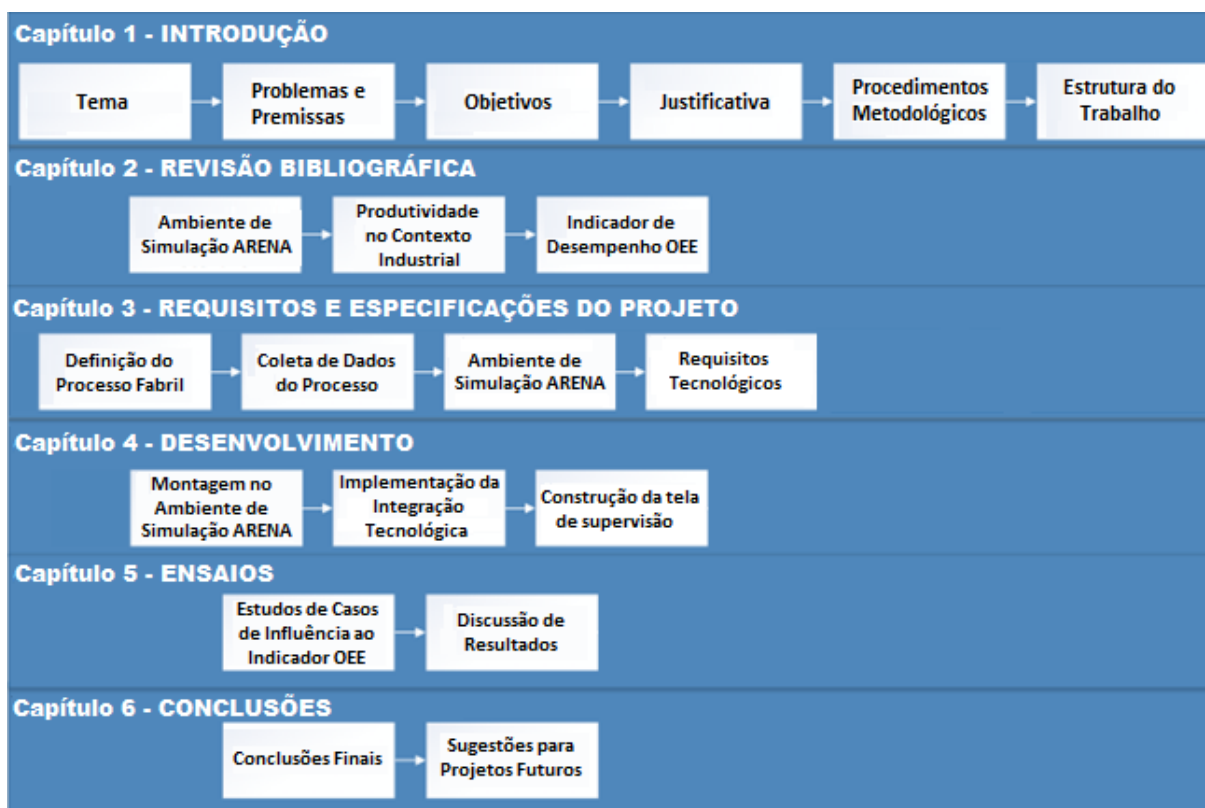 Capítulo 1 - INTRODUÇÃO
Tema
Problemas e
Premissas
Objetivos
Justificativa
Procedimentos
Metodológicos
Estrutura do
Trabalho
Capítulo 2 - REVISÃO BIBLIOGRÁFICA
Ambiente de
Simulação ARENA
Produtividade
no Contexto
Industrial
Indicador de
Desempenho OEE
Capítulo 3 - REQUISITOS E ESPECIFICAÇÕES DO PROJETO
Definição do
Processo Fabril
Coleta de Dados
do Processo
Ambiente de
Simulação ARENA
Requisitos
Tecnológicos
Capítulo 4 - DESENVOLVIMENTO
Montagem no
Ambiente de
Simulação ARENA
Implementação da
Integração
Tecnológica
Construção da tela
de supervisão
Capítulo 5 - ENSAIOS
Estudos de Casos
de Influência ao
Indicador OEE
Discussão de
Resultados
Capítulo 6 - CONCLUSÕES
Conclusões Finais
Sugestões para
Projetos Futuros